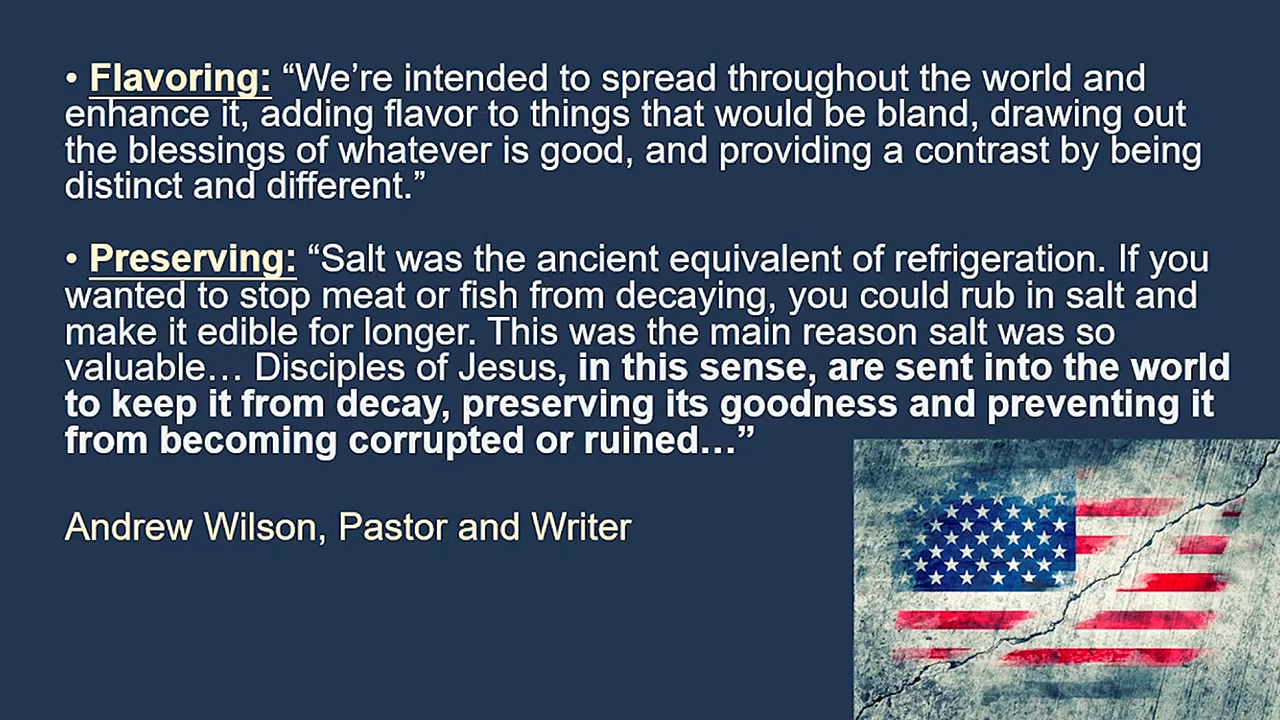 • Flavoring: “We’re intended to spread throughout the world and
enhance it, adding flavor to things that would be bland, drawing out
the blessings of whatever is good, and providing a contrast by being
distinct and different.”
• Preserving: “Salt was the ancient equivalent of refrigeration. If you
wanted to stop meat or fish from decaying, you could rub in salt and
make it edible for longer. This was the main reason salt was so
valuable… Disciples of Jesus, in this sense, are sent into the world
to keep it from decay, preserving its goodness and preventing it
from becoming corrupted or ruined…”
Andrew Wilson, Pastor and Writer